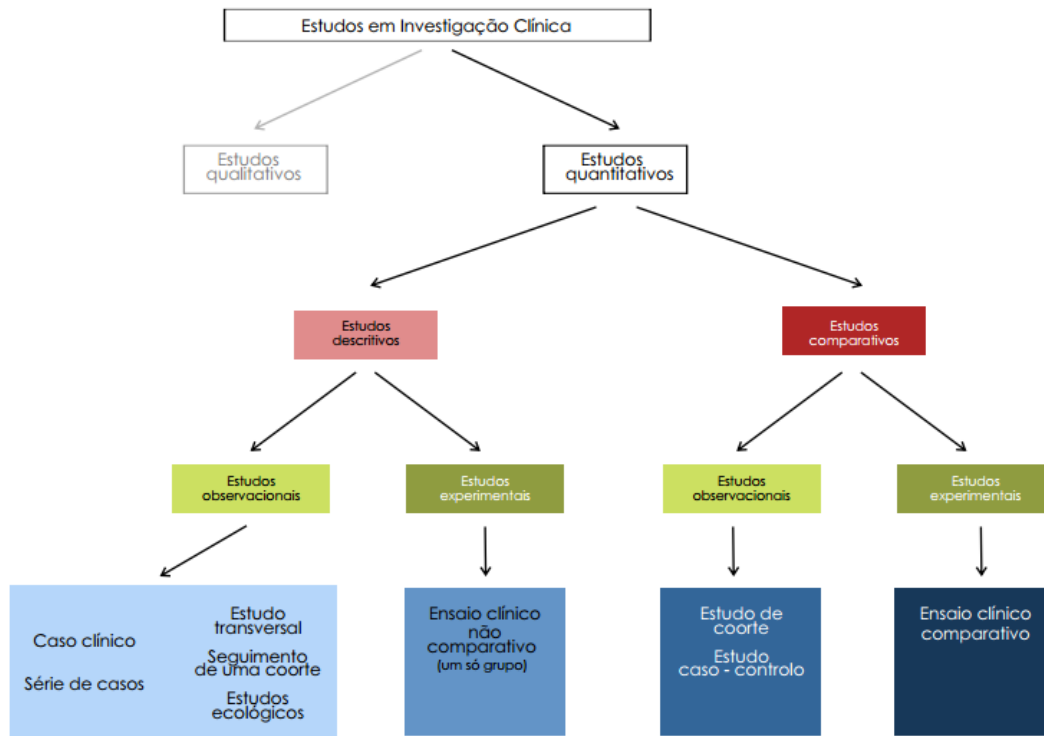 Estudos em Investigação Clínica
Estudos
qualitativos
Estudos
quantitativos
Estudos
descritivos
Estudos
comparativos
Estudos
observacionais
Estudos
experimentais
Estudos
observacionais
Estudos
experimentais
Caso clínico
Série de casos
Estudo
transversal
Seguimento
de uma coorte
Estudos
ecológicos
Ensaio clínico
não
comparativo
(um só grupo)
Estudo de
coorte
Estudo
caso - controlo
Ensaio clínico
comparativo